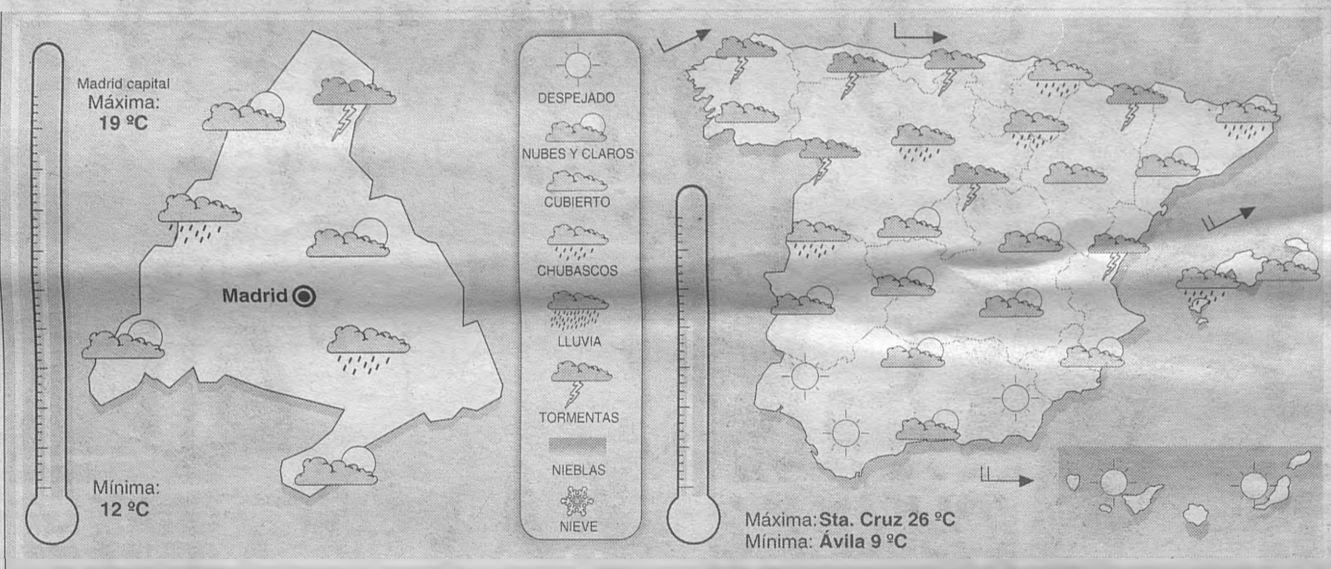 Madrid capital
Máxima:
19 ºC
Madrid
Mínima:
12 ºC
DESPEJADO
NUBES Y CLAROS
CUBIERTO
CHUBASCOS
LLUVIA
TORMENTAS
NIEBLAS
NIEVE
Máxima: Sta. Cruz 26 ºC
Mínima: Ávila 9 ºC